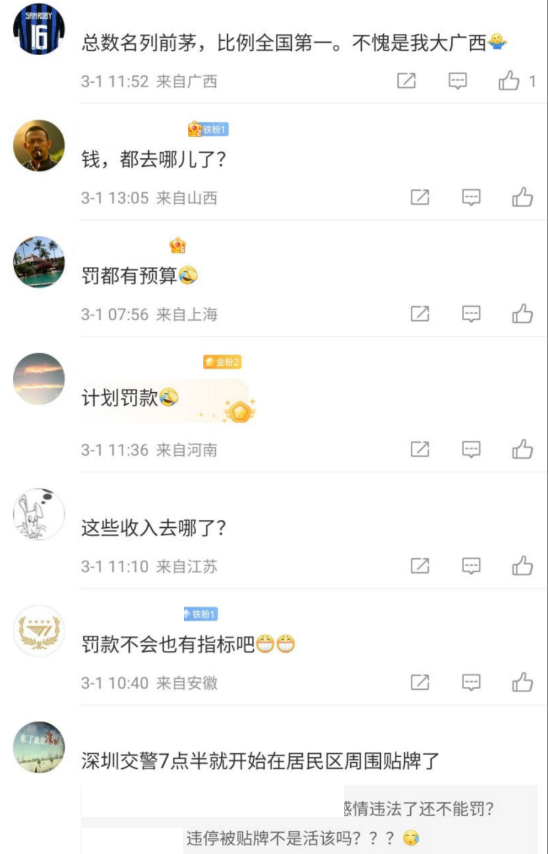 SANROBY
16
总数名列前茅，比例全国第一。不愧是我大广西
3-1 11:52 来自广西
1
铁粉1
钱，都去哪儿了？
3-1 13:05 来自山西
罚都有预算
3-1 07:56 来自上海
金粉2
计划罚款
3-1 11:36 来自河南
这些收入去哪了？
3-1 11:10 来自江苏
铁粉1
罚款不会也有指标吧
3-1 10:40 来自安徽
深圳交警7点半就开始在居民区周围贴牌了
感情违法了还不能罚？
违停被贴牌不是活该吗？？？